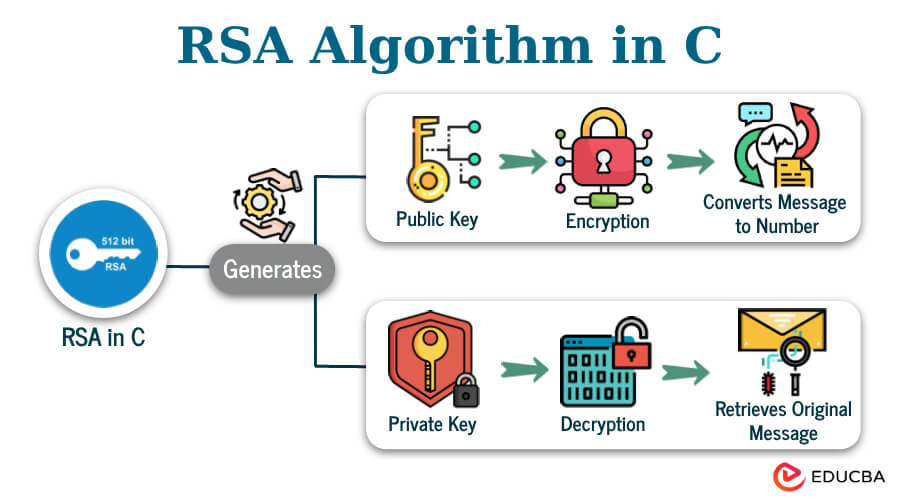 RSA Algorithm in C
Public Key
Encryption
Converts Message
to Number
512 bit
RSA
Generates
RSA in C
Private Key
Decryption
Retrieves Original
Message
EDUCBA